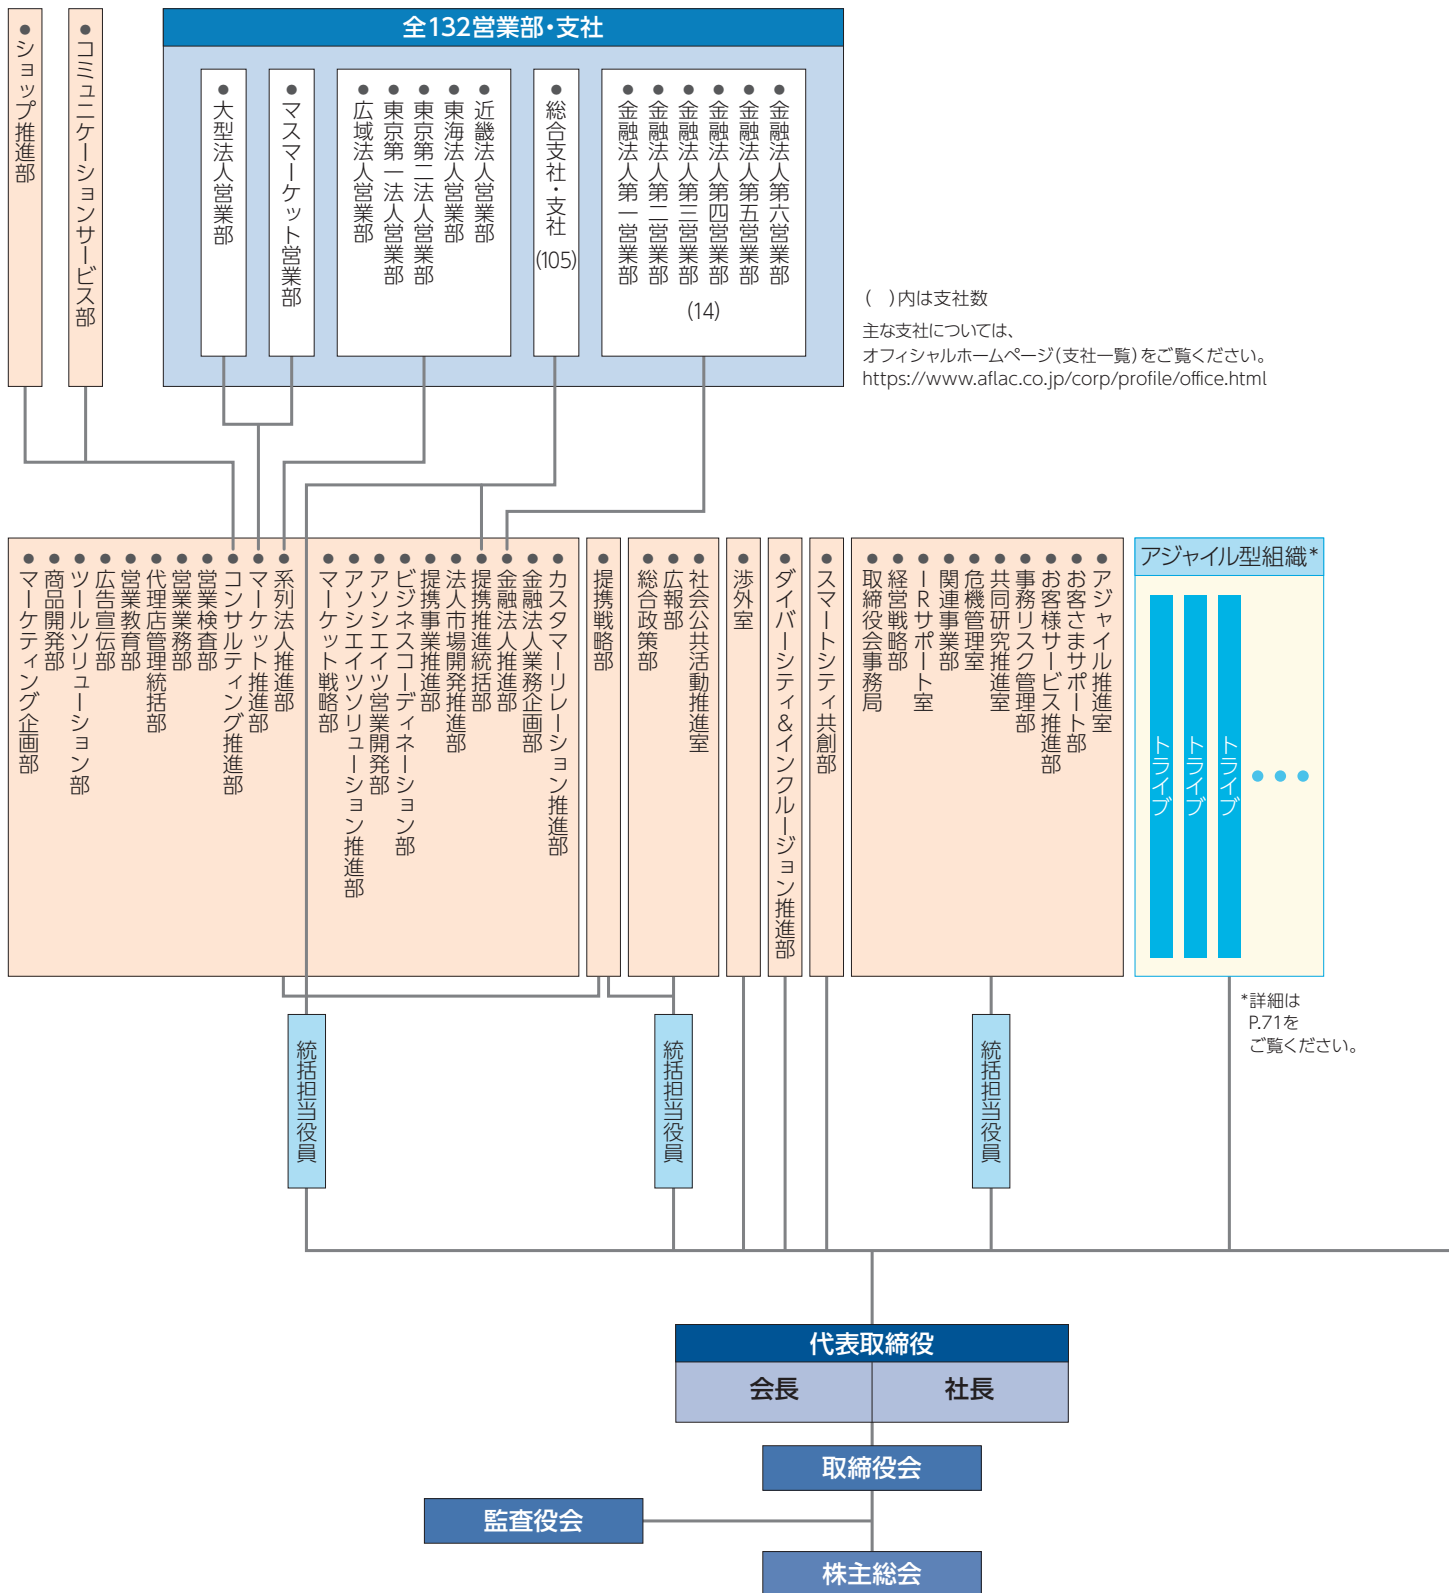 ショップ推進部
コミュニケーションサービス部
全132営業部・支社
大型法人営業部
マスマーケット営業部
広域法人営業部
東京第一法人営業部
東京第二法人営業部
東海法人営業部
近畿法人営業部
総合支社・支社
(105)
金融法人第一営業部
金融法人第二営業部
金融法人第三営業部
金融法人第四営業部
金融法人第五営業部
金融法人第六営業部
(14)
(　)内は支社数
主な支社については、
オフィシャルホームページ(支社一覧)をご覧ください。
https://www.aflac.co.jp/corp/profile/office.html
マーケティング企画部
商品開発部
ツールソリューション部
広告宣伝部
営業教育部
代理店管理統括部
営業業務部
営業検査部
コンサルティング推進部
マーケット推進部
系列法人推進部
マーケット戦略部
アソシエイツソリューション推進部
アソシエイツ営業開発部
ビジネスコーディネーション部
提携事業推進部
法人市場開発推進部
提携推進統括部
金融法人推進部
金融法人業務企画部
カスタマーリレーション推進部
提携戦略部
総合政策部
広報部
社会公共活動推進室
渉外室
ダイバーシティ&インクルージョン推進部
スマートシティ共創部
取締役会事務局
経営戦略部
IRサポート室
関連事業部
危機管理室
共同研究推進室
事務リスク管理部
お客様サービス推進部
お客さまサポート部
アジャイル推進室
アジャイル型組織*
トライブ
トライブ
トライブ
*詳細は
P.71を
ご覧ください。
統括担当役員
統括担当役員
統括担当役員
代表取締役
会長
社長
取締役会
監査役会
株主総会